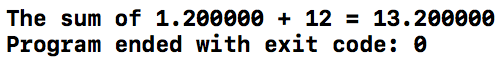 The sum of 1.200000 + 12 = 13.200000
Program ended with exit code: 0